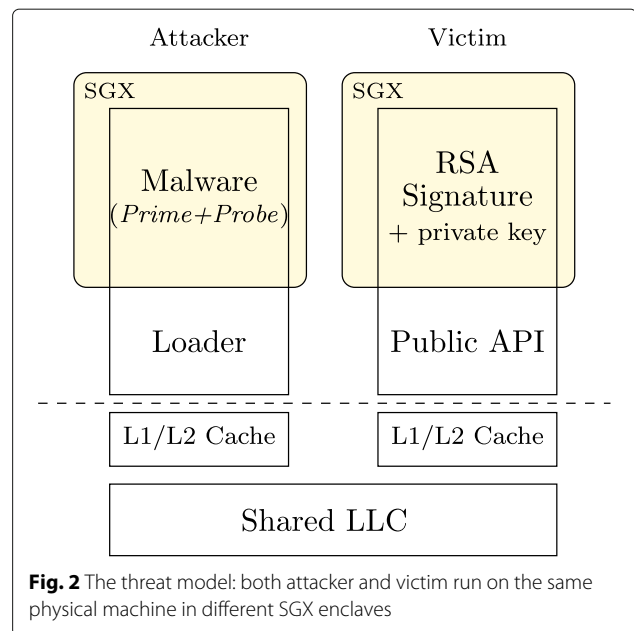 Attacker
Victim
SGX
Malware
(Prime+Probe)
Loader
SGX
RSA
Signature
+ private key
Public API
L1/L2 Cache
L1/L2 Cache
Shared LLC
Fig. 2 The threat model: both attacker and victim run on the same
physical machine in different SGX enclaves